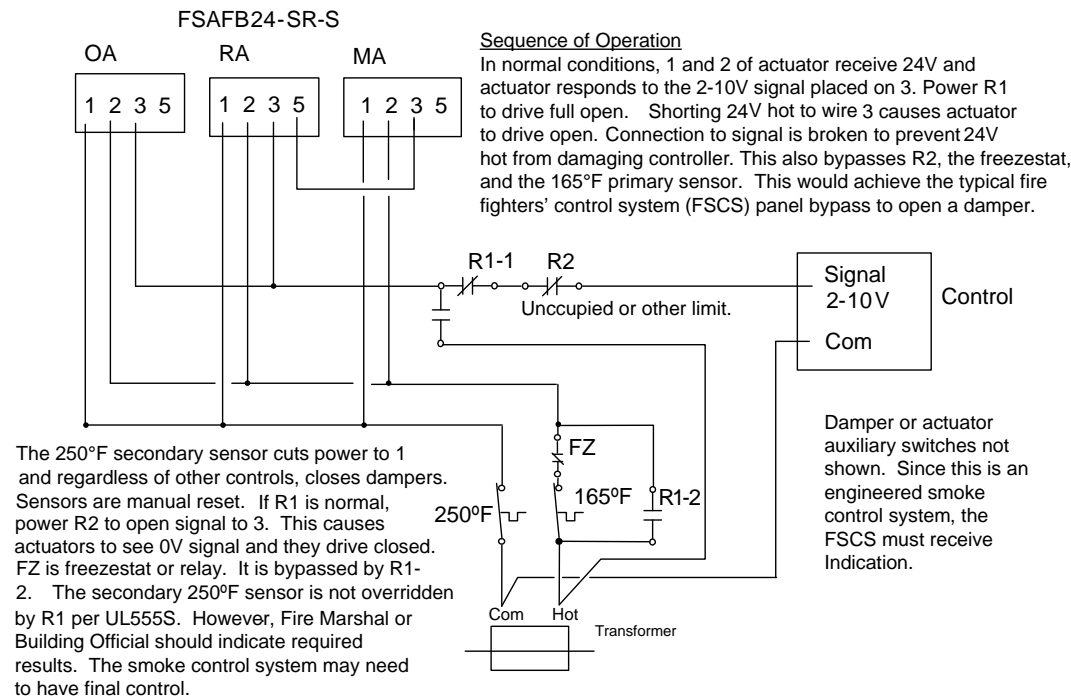 FSAFB24-SR-S
OA
RA
MA
1 2 3 5
1 2 3 5
1 2 3 5
Sequence of Operation
In normal conditions, 1 and 2 of actuator receive 24V and
actuator responds to the 2-10V signal placed on 3. Power R1
to drive full open. Shorting 24V hot to wire 3 causes actuator
to drive open. Connection to signal is broken to prevent 24V
hot from damaging controller. This also bypasses R2, the freezestat,
and the 165°F primary sensor. This would achieve the typical fire
fighters' control system (FSCS) panel bypass to open a damper.
R1-1
R2
Unccupied or other limit.
Signal
2-10V
Com
Control
The 250°F secondary sensor cuts power to 1
and regardless of other controls, closes dampers.
Sensors are manual reset. If R1 is normal,
power R2 to open signal to 3. This causes
actuators to see 0V signal and they drive closed.
FZ is freezestat or relay. It is bypassed by R1-
2. The secondary 250ºF sensor is not overridden
by R1 per UL555S. However, Fire Marshal or
Building Official should indicate required
results. The smoke control system may need
to have final control.
250ºF
FZ
165ºF
R1-2
Com
Hot
Transformer
Damper or actuator
auxiliary switches not
shown. Since this is an
engineered smoke
control system, the
FSCS must receive
Indication.